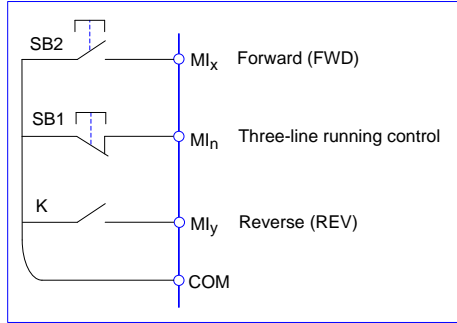 SB2
MIx Forward (FWD)
SB1
MIn Three-line running control
K
MIy Reverse (REV)
COM